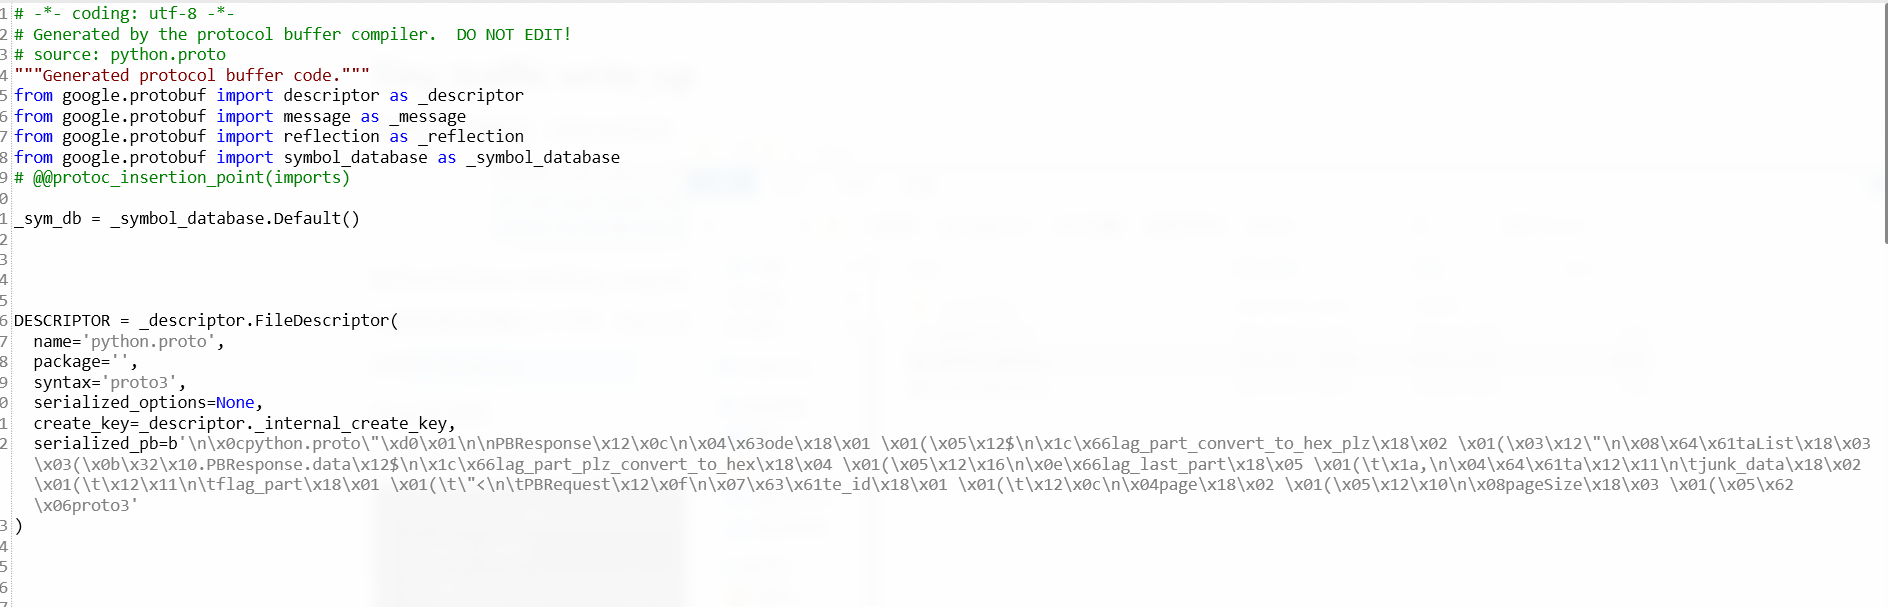 1 # -*- coding: utf-8 -*-
2 # Generated by the protocol buffer compiler.  DO NOT EDIT!
3 # source: python.proto
4 """Generated protocol buffer code."""
5 from google.protobuf import descriptor as _descriptor
6 from google.protobuf import message as _message
7 from google.protobuf import reflection as _reflection
8 from google.protobuf import symbol_database as _symbol_database
9 # @@protoc_insertion_point(imports)
0
1 _sym_db = _symbol_database.Default()
2
3
4
5
6 DESCRIPTOR = _descriptor.FileDescriptor(
7   name='python.proto',
8   package='',
9   syntax='proto3',
0   serialized_options=None,
1   create_key=_descriptor._internal_create_key,
2   serialized_pb=b'\n\x0cpython.proto\"\xd0\x01\n\nPBResponse\x12\x0c\n\x04\x63ode\x18\x01 \x01(\x05\x12$\n\x1c\x66lag_part_convert_to_hex_plz\x18\x02 \x01(\x03\x12\"\n\x08\x64\x61taList\x18\x03
\x03(\x0b\x32\x10.PBResponse.data\x12$\n\x1c\x66lag_part_plz_convert_to_hex\x18\x04 \x01(\x05\x12\x16\n\x0e\x66lag_last_part\x18\x05 \x01(\t\x1a,\n\x04\x64\x61ta\x12\x11\n\tjunk_data\x18\x02
\x01(\t\x12\x11\n\tflag_part\x18\x01 \x01(\t\"<\n\tPBRequest\x12\x0f\n\x07\x63\x61te_id\x18\x01 \x01(\t\x12\x0c\n\x04page\x18\x02 \x01(\x05\x12\x10\n\x08pageSize\x18\x03 \x01(\x05\x62
\x06proto3'
3 )
4
5
6
7